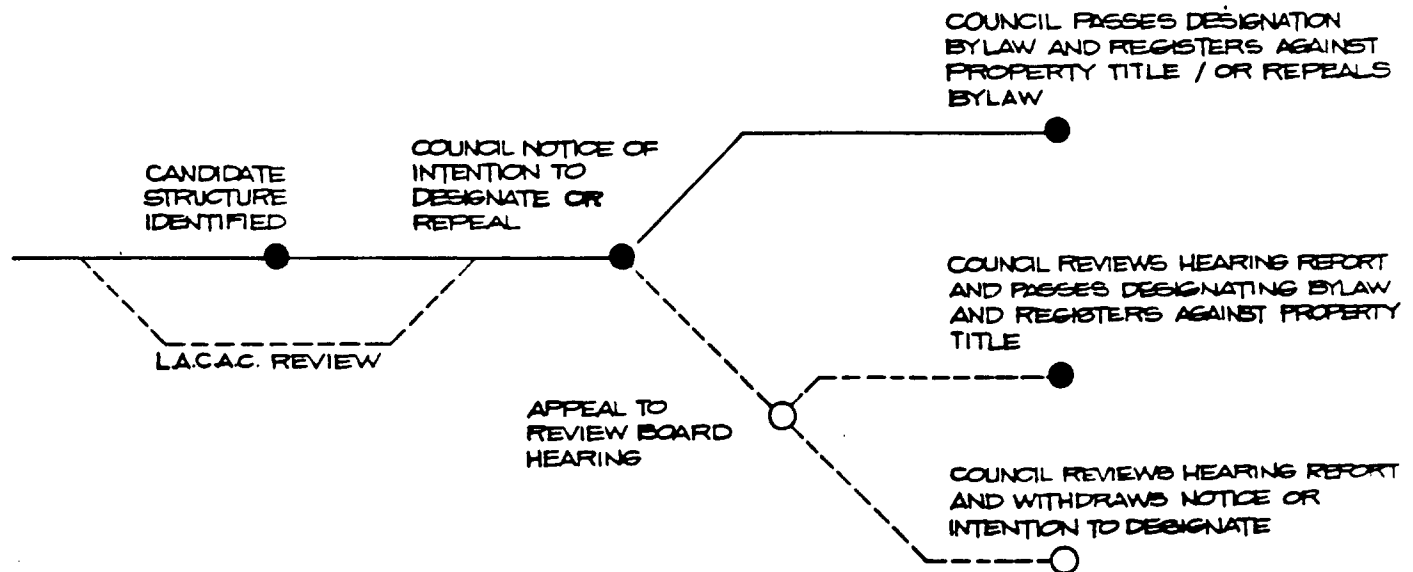 COUNCIL PASSES DESIGNATION
BYLAW AND REGISTERS AGAINST
PROPERTY TITLE / OR REPEALS
BYLAW
COUNCIL NOTICE OF
INTENTION TO
DESIGNATE OR
REPEAL
CANDIDATE
STRUCTURE
IDENTIFIED
L.A.C.A.C. REVIEW
COUNCIL REVIEWS HEARING REPORT
AND PASSES DESIGNATING BYLAW
AND REGISTERS AGAINST PROPERTY
TITLE
APPEAL TO
REVIEW BOARD
HEARING
COUNCIL REVIEWS HEARING REPORT
AND WITHDRAWS NOTICE OR
INTENTION TO DESIGNATE